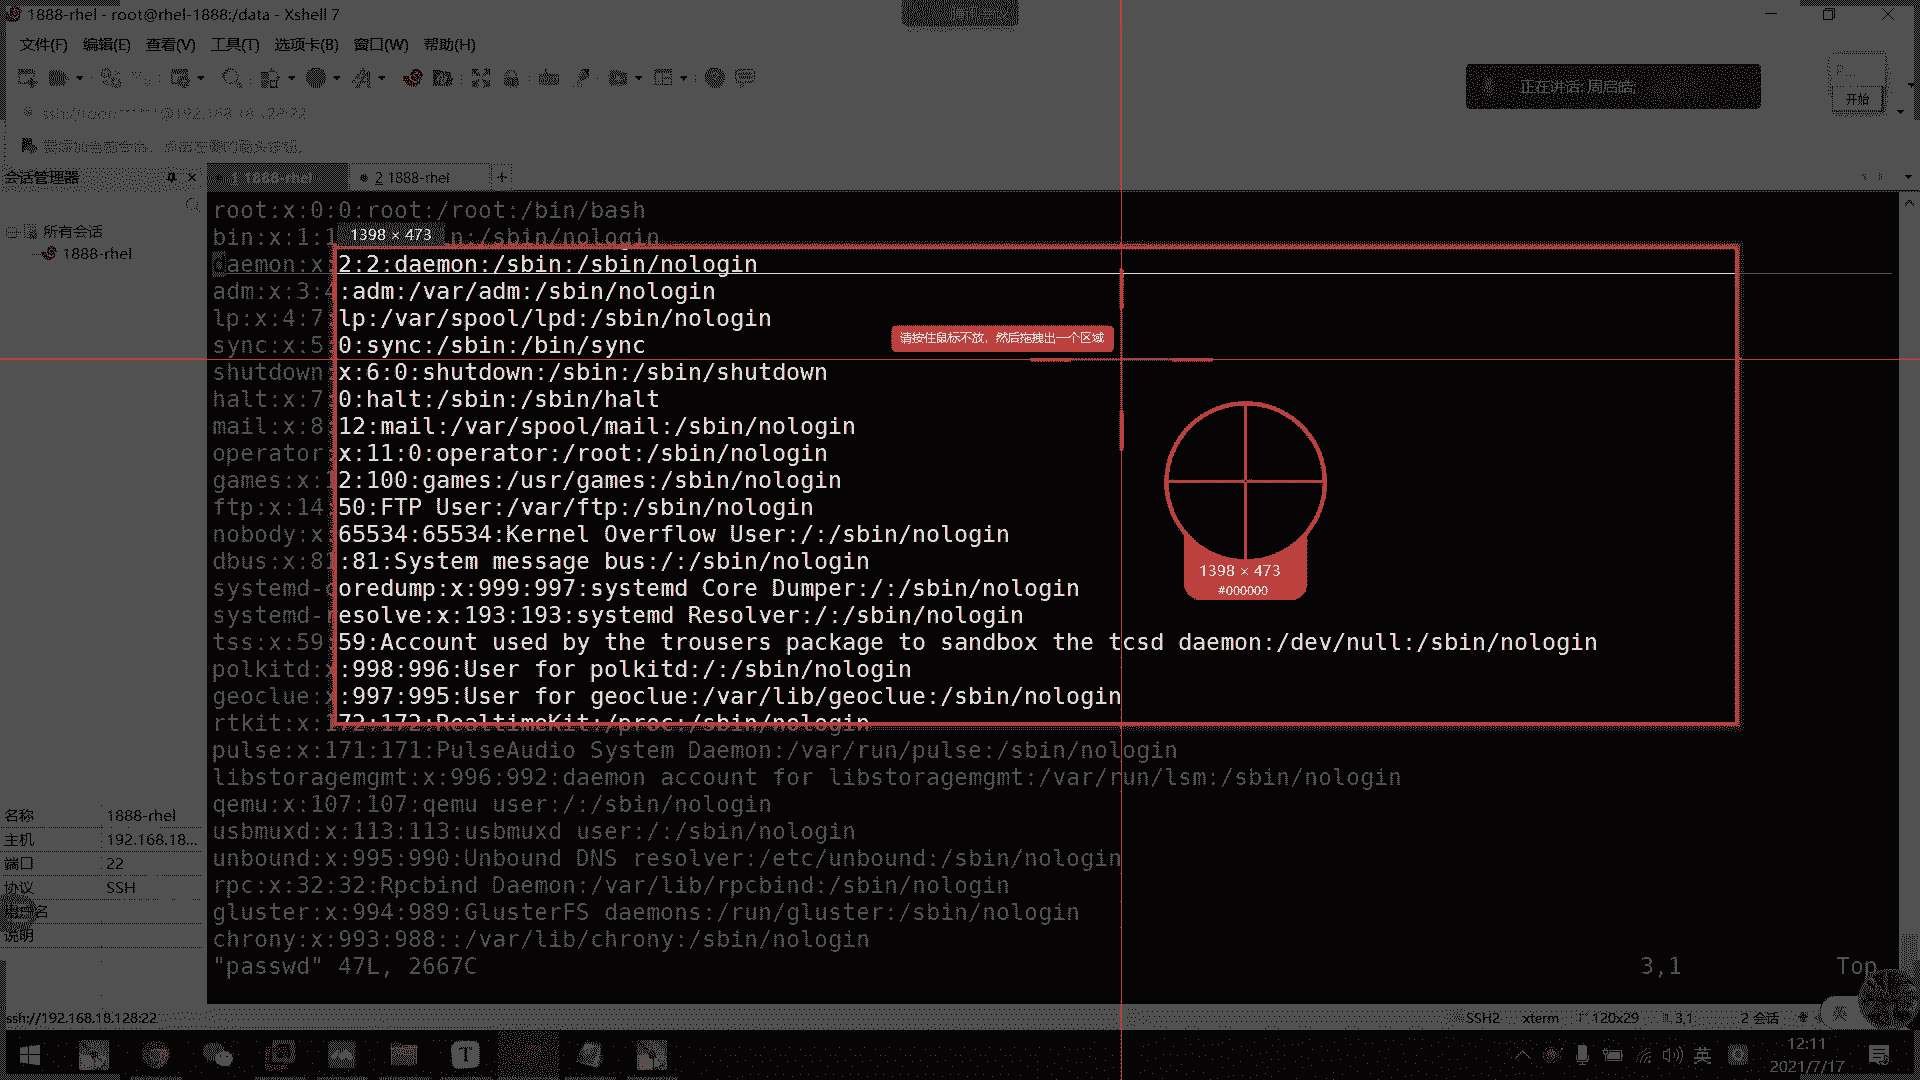 1888-rhel - root@rhel-1888:/data - Xshell 7
文件(F) 编辑(E) 查看(V) 工具(T) 选项卡(B) 窗口(W) 帮助(H)
正在讲话: 周启皓;
P...
开始
会话管理器
1 1888-rhel
2 1888-rhel
+
所有会话
1888-rhel
root:x:0:0:root:/root:/bin/bash
bin:x:1:1 n:/sbin/nologin
1398 × 473
daemon:x:2:2:daemon:/sbin:/sbin/nologin
adm:x:3:4:adm:/var/adm:/sbin/nologin
lp:x:4:7:lp:/var/spool/lpd:/sbin/nologin
请按住鼠标不放，然后拖拽出一个区域
sync:x:5:0:sync:/sbin:/bin/sync
shutdown:x:6:0:shutdown:/sbin:/sbin/shutdown
halt:x:7:0:halt:/sbin:/sbin/halt
mail:x:8:12:mail:/var/spool/mail:/sbin/nologin
operator:x:11:0:operator:/root:/sbin/nologin
games:x:12:100:games:/usr/games:/sbin/nologin
ftp:x:14:50:FTP User:/var/ftp:/sbin/nologin
nobody:x:65534:65534:Kernel Overflow User:/:/sbin/nologin
dbus:x:81:81:System message bus:/:/sbin/nologin
1398 × 473
#000000
systemd-coredump:x:999:997:systemd Core Dumper:/:/sbin/nologin
systemd-resolve:x:193:193:systemd Resolver:/:/sbin/nologin
tss:x:59:59:Account used by the trousers package to sandbox the tcsd daemon:/dev/null:/sbin/nologin
polkitd:x:998:996:User for polkitd:/:/sbin/nologin
geoclue:x:997:995:User for geoclue:/var/lib/geoclue:/sbin/nologin
rtkit:x:172:172:RealtimeKit:/proc:/sbin/nologin
pulse:x:171:171:PulseAudio System Daemon:/var/run/pulse:/sbin/nologin
libstoragemgmt:x:996:992:daemon account for libstoragemgmt:/var/run/lsm:/sbin/nologin
qemu:x:107:107:qemu user:/:/sbin/nologin
usbmuxd:x:113:113:usbmuxd user:/:/sbin/nologin
unbound:x:995:990:Unbound DNS resolver:/etc/unbound:/sbin/nologin
rpc:x:32:32:Rpcbind Daemon:/var/lib/rpcbind:/sbin/nologin
gluster:x:994:989:GlusterFS daemons:/run/gluster:/sbin/nologin
chrony:x:993:988::/var/lib/chrony:/sbin/nologin
"passwd" 47L, 2667C 3,1 Top
名称 1888-rhel
主机 192.168.18...
端口 22
协议 SSH
说明
ssh://192.168.18.128:22
SSH2 xterm 120x29 3,1 2 会话
英
T
英
12:11
2021/7/17